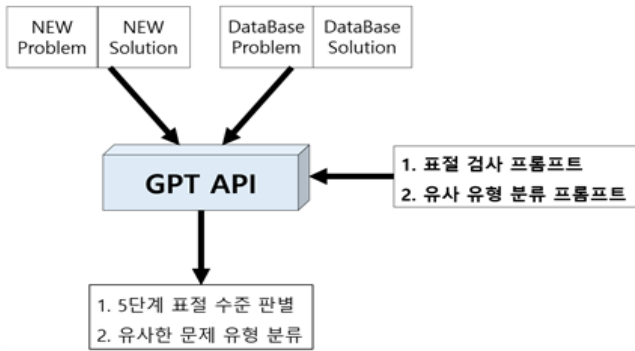 NEW
Problem
NEW
Solution
DataBase
Problem
DataBase
Solution
GPT API
1. 표절 검사 프롬프트
2. 유사 유형 분류 프롬프트
1. 5단계 표절 수준 판별
2. 유사한 문제 유형 분류